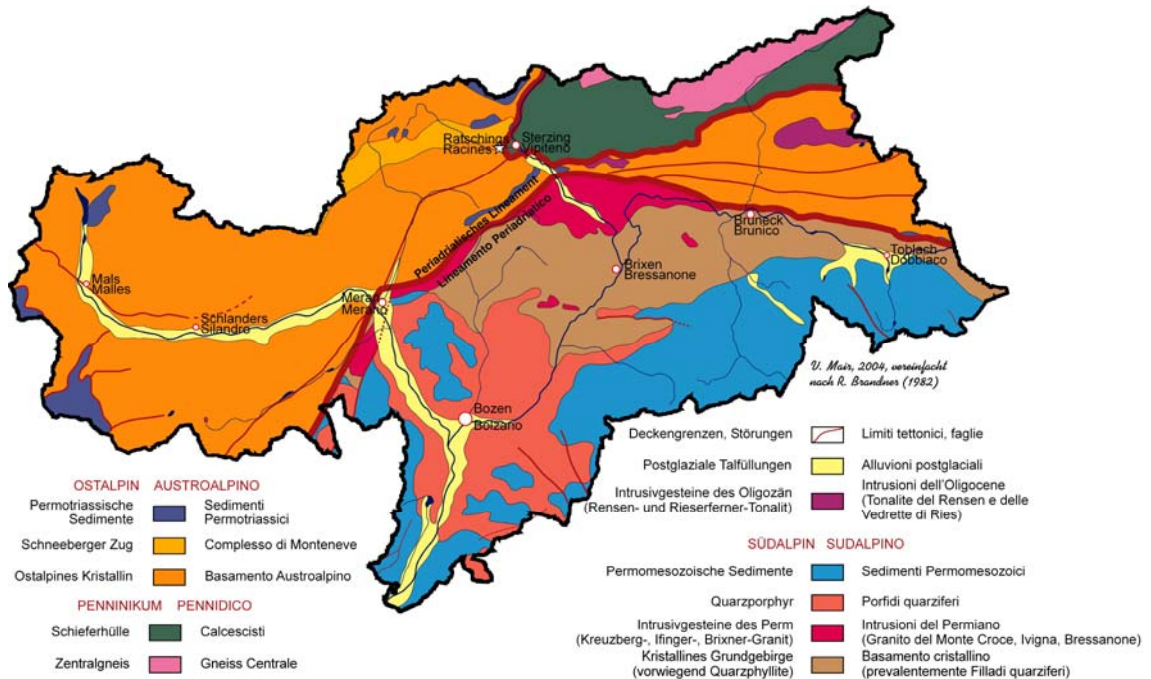 Ratschings
Racines
Sterzing
Vipiteno
Periadriatisches Lineament
Lineamento Periadriatico
Bruneck
Brunico
Toblach
Dobbiaco
Brixen
Bressanone
Mals
Malles
Meran
Merano
Schlanders
Silandro
Bozen
Bolzano
V. Mair, 2004, vereinfacht
nach R. Brandner (1982)
Deckengrenzen, Störungen
Limiti tettonici, faglie
Postglaziale Talfüllungen
Alluvioni postglaciali
Intrusivgesteine des Oligozän
(Rensen- und Rieserferner-Tonalit)
Intrusioni dell'Oligocene
(Tonalite del Rensen e delle
Vedrette di Ries)
OSTALPIN AUSTROALPINO
Permotriassische
Sedimente
Sedimenti
Permotriassici
Schneeberger Zug
Complesso di Monteneve
Ostalpines Kristallin
Basamento Austroalpino
PENNINIKUM PENNIDICO
Schieferhülle
Calcescisti
Zentralgneis
Gneiss Centrale
SÜDALPIN SUDALPINO
Permomesozoische Sedimente
Sedimenti Permomesozoici
Quarzporphyr
Porfidi quarziferi
Intrusivgesteine des Perm
(Kreuzberg-, Ifinger-, Brixner-Granit)
Intrusioni del Permiano
(Granito del Monte Croce, Ivigna, Bressanone)
Kristallines Grundgebirge
(vorwiegend Quarzphyllite)
Basamento cristallino
(prevalentemente Filladi quarziferi)